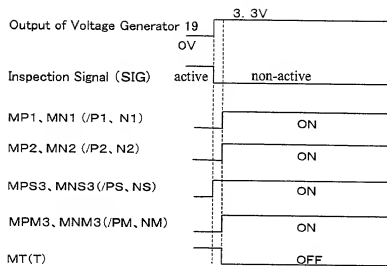 3. 3V
Output of Voltage Generator 19
0V
Inspection Signal (SIG) active non-active
MP1、MN1 (/P1、N1) ON
MP2、MN2 (/P2、N2) ON
MPS3、MNS3(/PS、NS) ON
MPM3、MNM3(/PM、NM) ON
MT(T) OFF